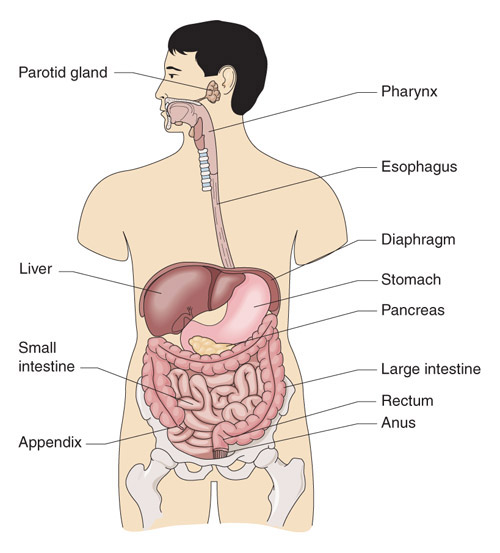 Parotid gland
Pharynx
Esophagus
Diaphragm
Liver
Stomach
Pancreas
Small
intestine
Large intestine
Rectum
Anus
Appendix